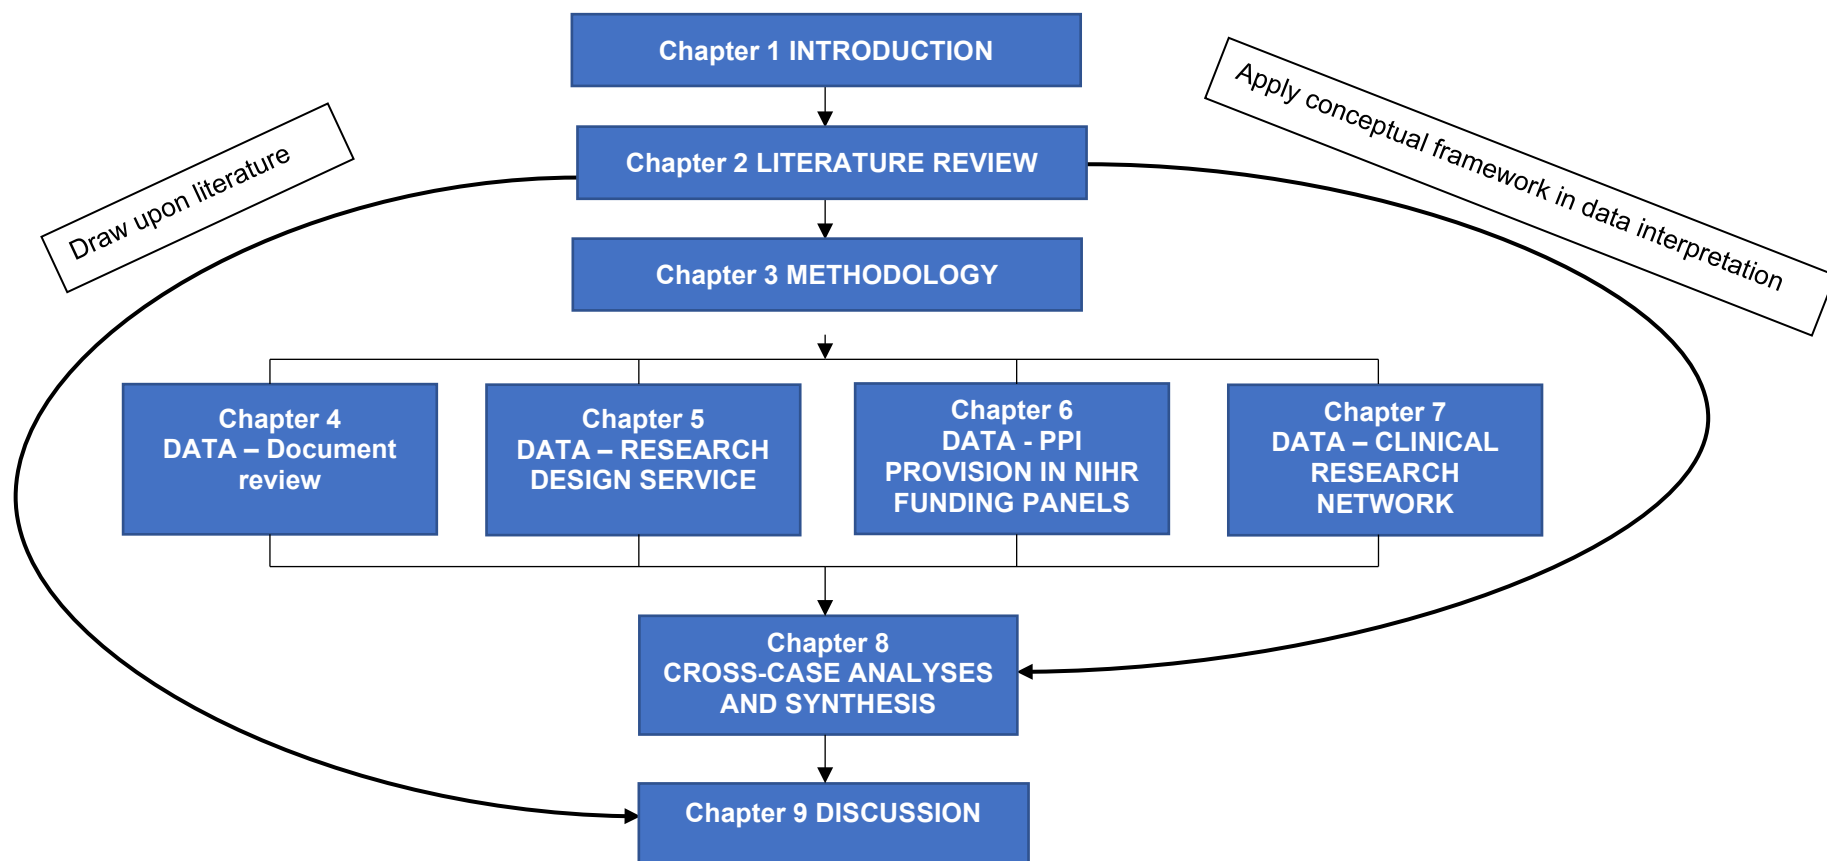 Chapter 1 INTRODUCTION
Apply conceptual framework in data interpretation
Draw upon literature
Chapter 2 LITERATURE REVIEW
Chapter 3 METHODOLOGY
Chapter 4
DATA – Document
review
Chapter 5
DATA – RESEARCH
DESIGN SERVICE
Chapter 6
DATA - PPI
PROVISION IN NIHR
FUNDING PANELS
Chapter 7
DATA – CLINICAL
RESEARCH
NETWORK
Chapter 8
CROSS-CASE ANALYSES
AND SYNTHESIS
Chapter 9 DISCUSSION